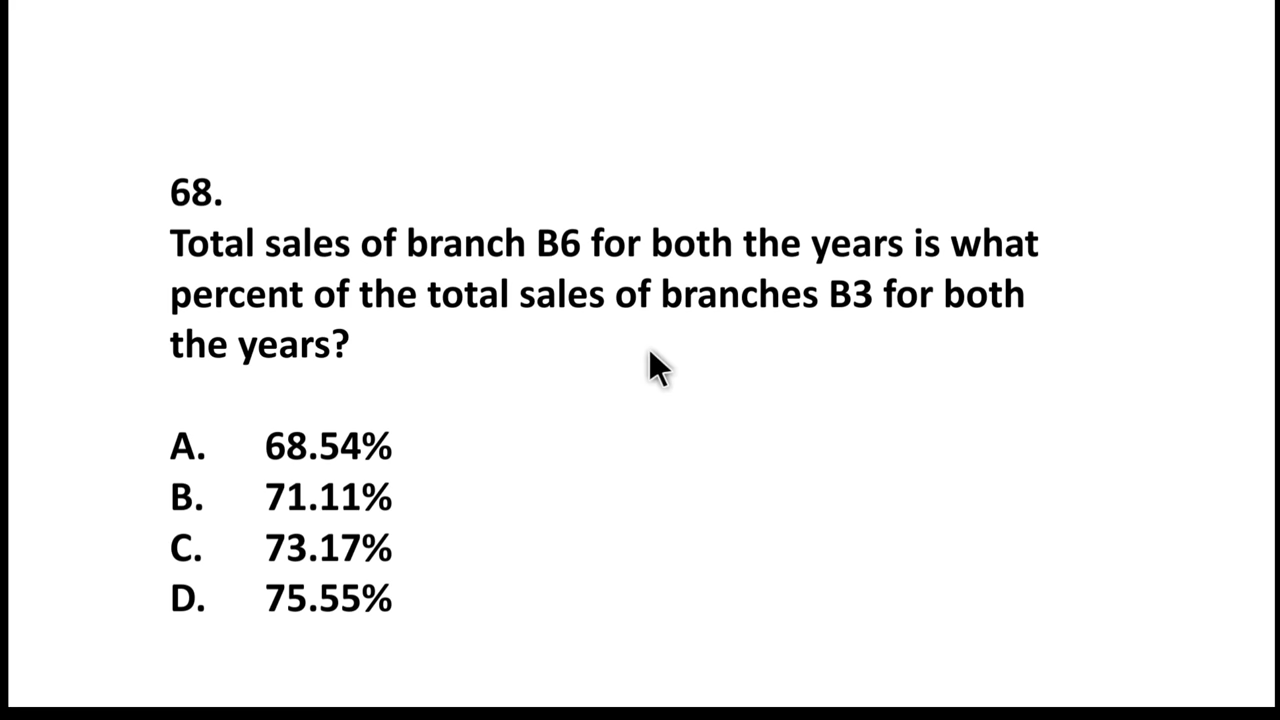 68.
Total sales of branch B6 for both the years is what
percent of the total sales of branches B3 for both
the years?
A. 68.54%
B. 71.11%
C. 73.17%
D. 75.55%